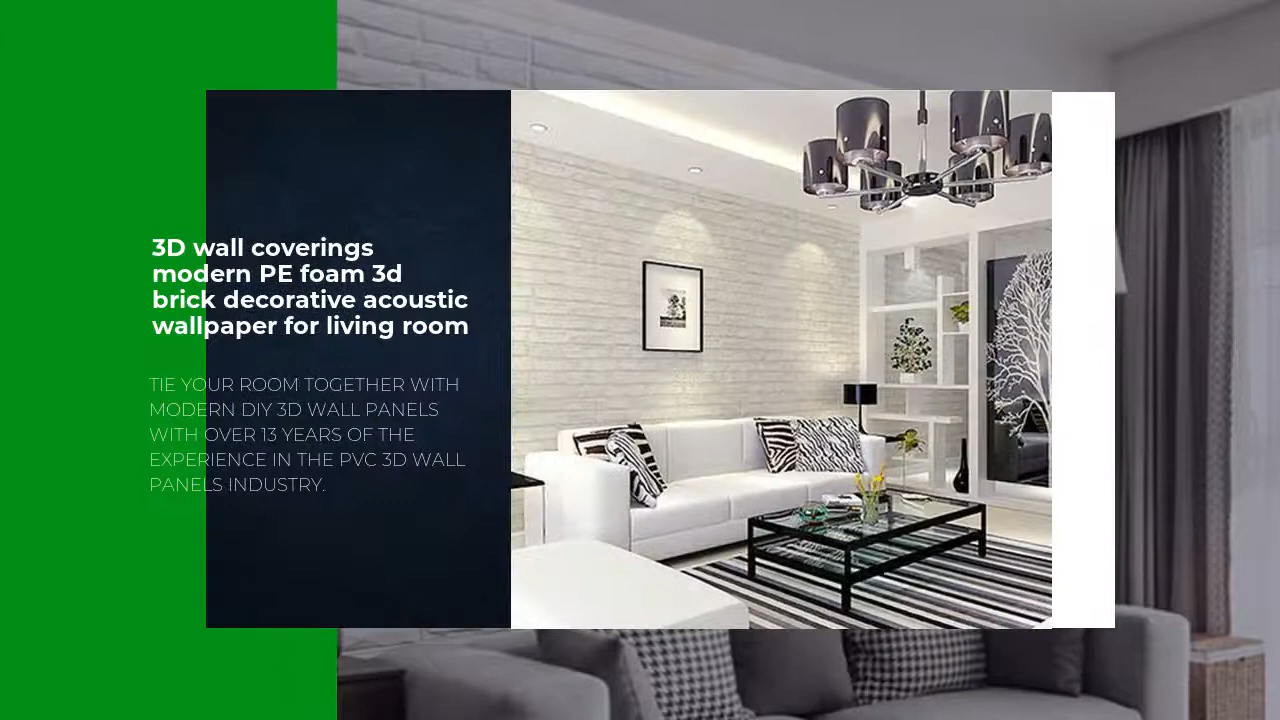 3D wall coverings
modern PE foam 3d
brick decorative acoustic
wallpaper for living room
TIE YOUR ROOM TOGETHER WITH
MODERN DIY 3D WALL PANELS
WITH OVER 13 YEARS OF THE
EXPERIENCE IN THE PVC 3D WALL
PANELS INDUSTRY.